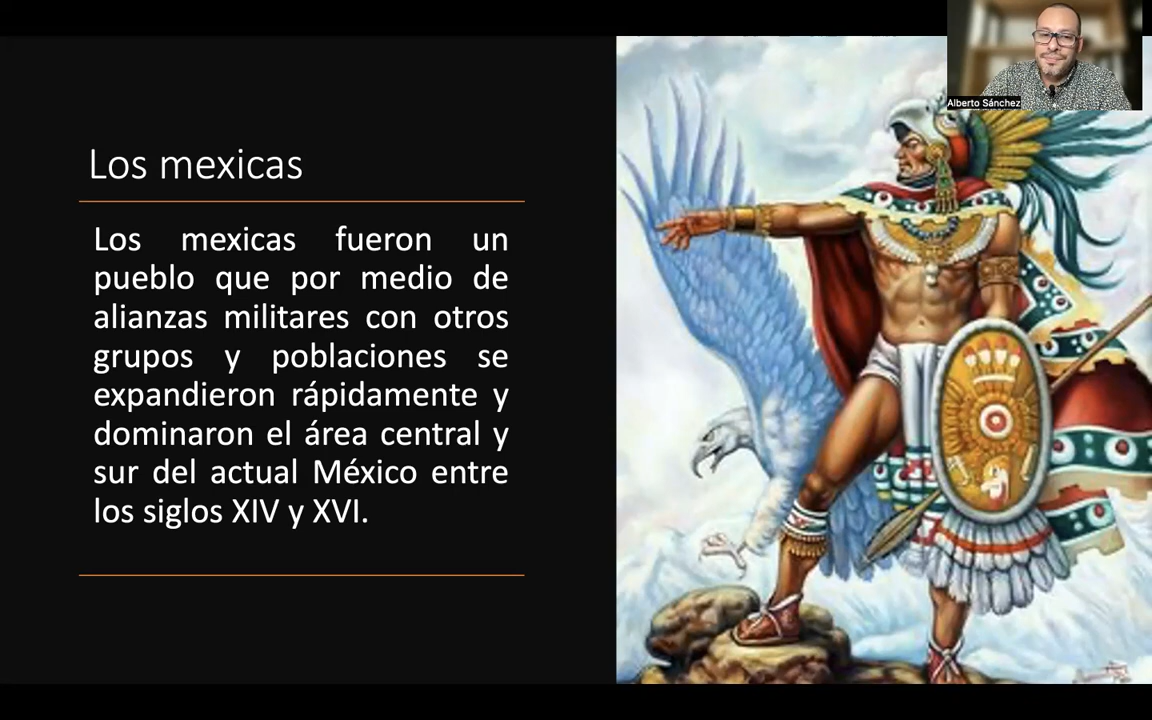 Alberto Sánchez
Los mexicas
Los mexicas fueron un
pueblo que por medio de
alianzas militares con otros
grupos y poblaciones se
expandieron rápidamente y
dominaron el área central y
sur del actual México entre
los siglos XIV y XVI.